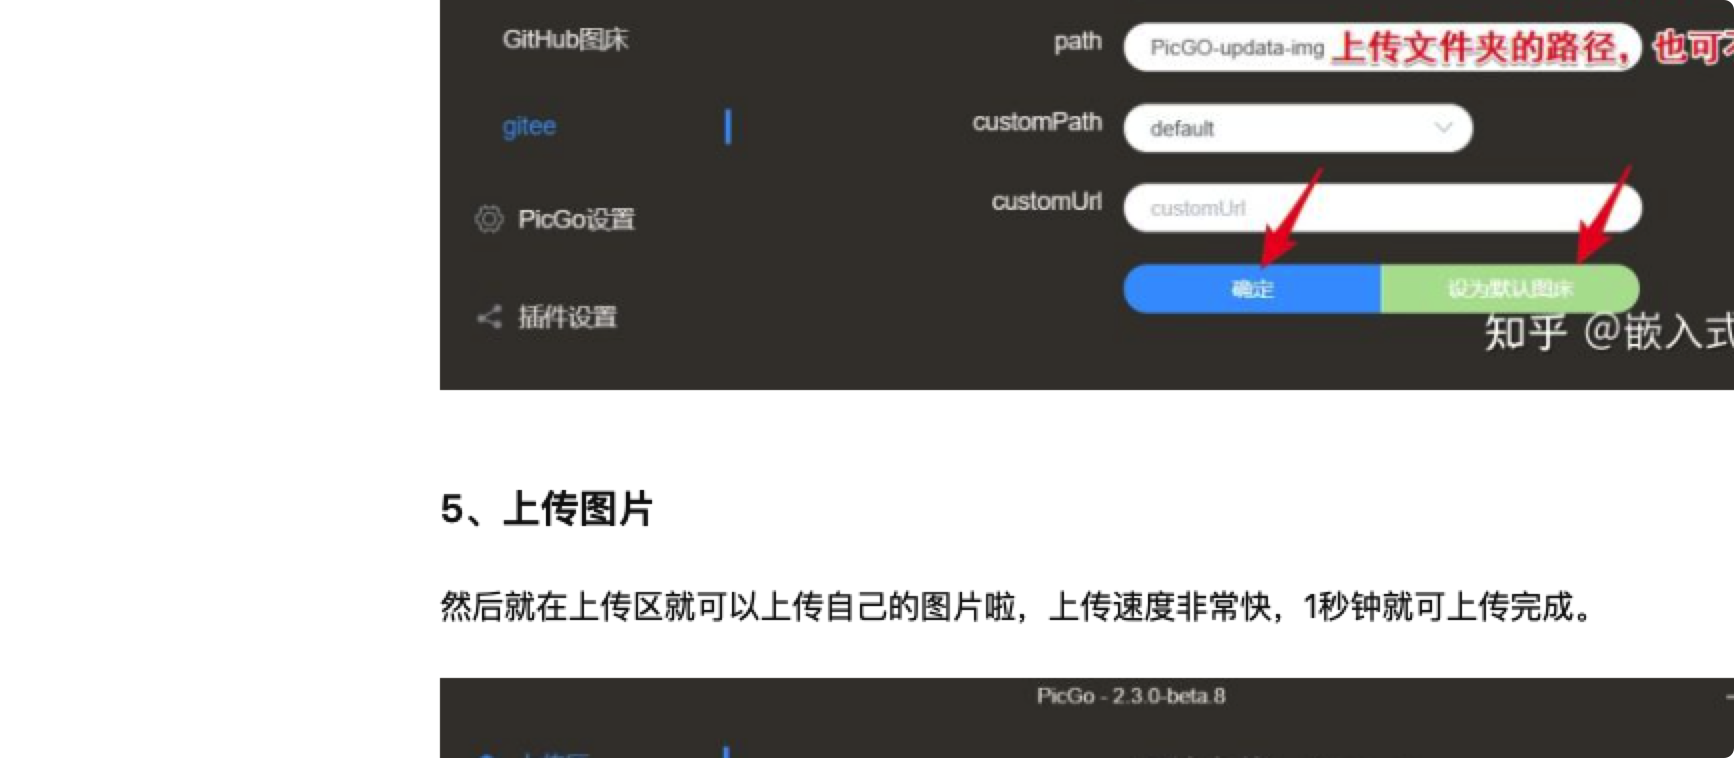 GitHub图床
path
PicGO-updata-img 上传文件夹的路径，也可
gitee
customPath
default
PicGo设置
customUrl
customUrl
确定
设为默认图床
插件设置
知乎 @嵌入式
5、上传图片
然后就在上传区就可以上传自己的图片啦，上传速度非常快，1秒钟就可上传完成。
PicGo - 2.3.0-beta.8
上传区